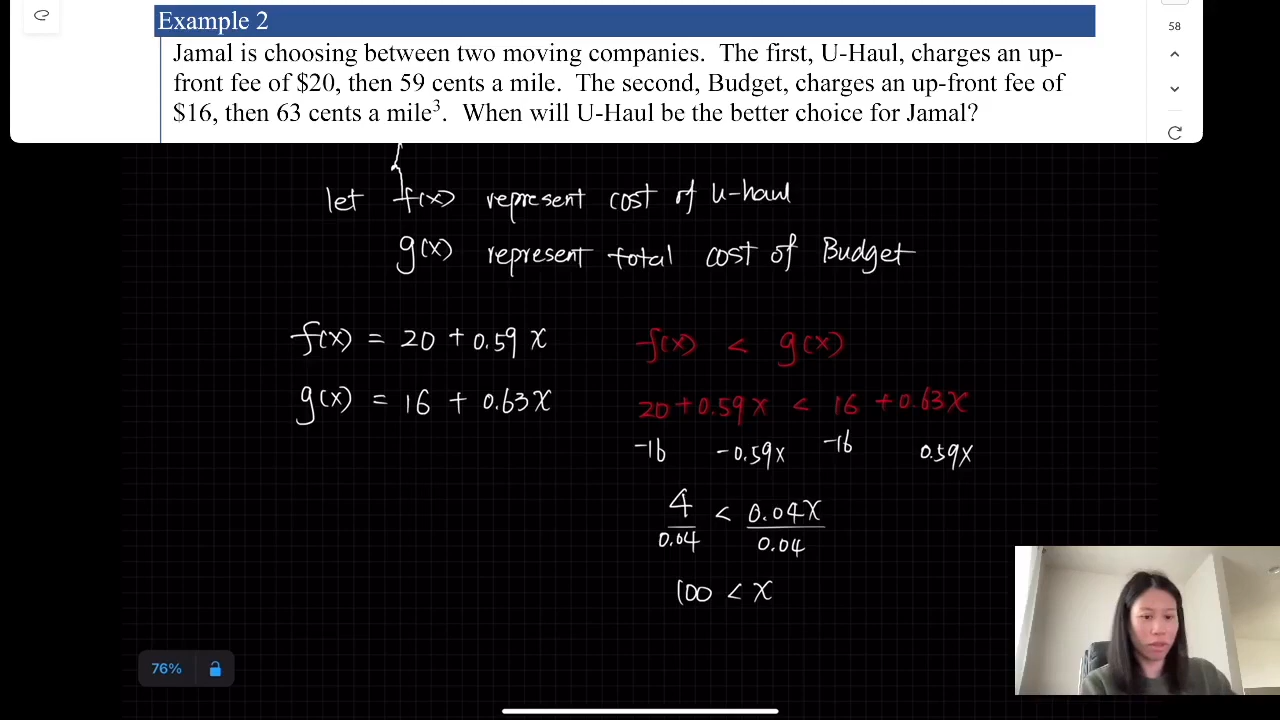 58
Example 2
Jamal is choosing between two moving companies. The first, U-Haul, charges an up-
front fee of $20, then 59 cents a mile. The second, Budget, charges an up-front fee of
$16, then 63 cents a mile³. When will U-Haul be the better choice for Jamal?
let f(x) represent cost of u-haul
g(x) represent total cost of Budget
f(x) = 20 + 0.59 x
g(x) = 16 + 0.63x
f(x) < g(x)
20 + 0.59x < 16 + 0.63x
-16 -0.59x -16 0.59x
4 < 0.04x
0.04 0.04
100 < x
76%